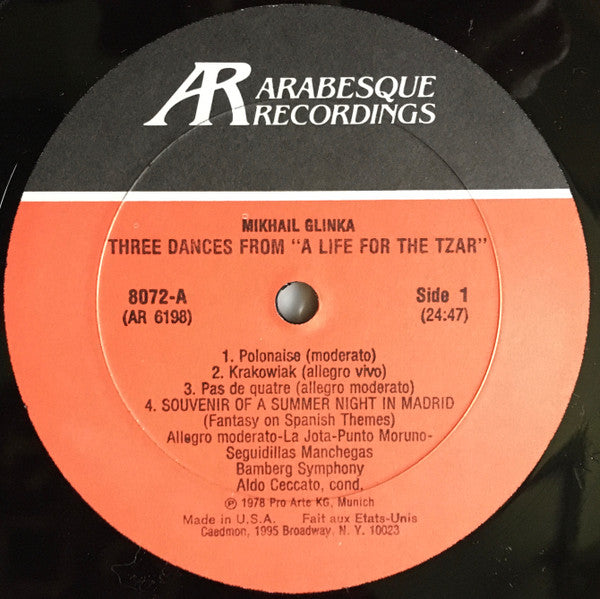 AR ARABESQUE
RECORDINGS
MIKHAIL GLINKA
THREE DANCES FROM "A LIFE FOR THE TZAR"
8072-A Side 1
(AR 6198) (24:47)
1. Polonaise (moderato)
2. Krakowiak (allegro vivo)
3. Pas de quatre (allegro moderato)
4. SOUVENIR OF A SUMMER NIGHT IN MADRID
(Fantasy on Spanish Themes)
Allegro moderato-La Jota-Punto Moruno-
Seguidillas Manchegas
Bamberg Symphony
Aldo Ceccato, cond.
℗ 1978 Pro Arte KG, Munich
Made in U.S.A. Fait aux Etats-Unis
Caedmon, 1995 Broadway, N. Y. 10023